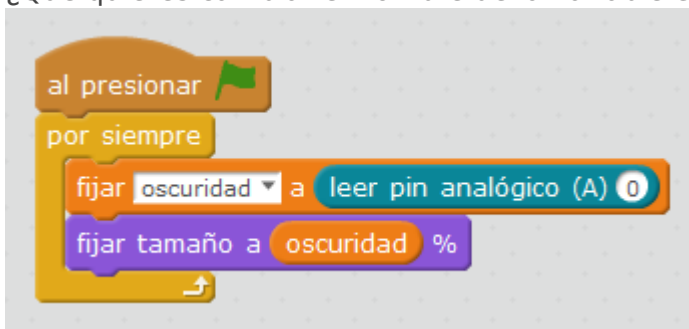 al presionar
por siempre
fijar oscuridad a leer pin analógico (A) 0
fijar tamaño a oscuridad %